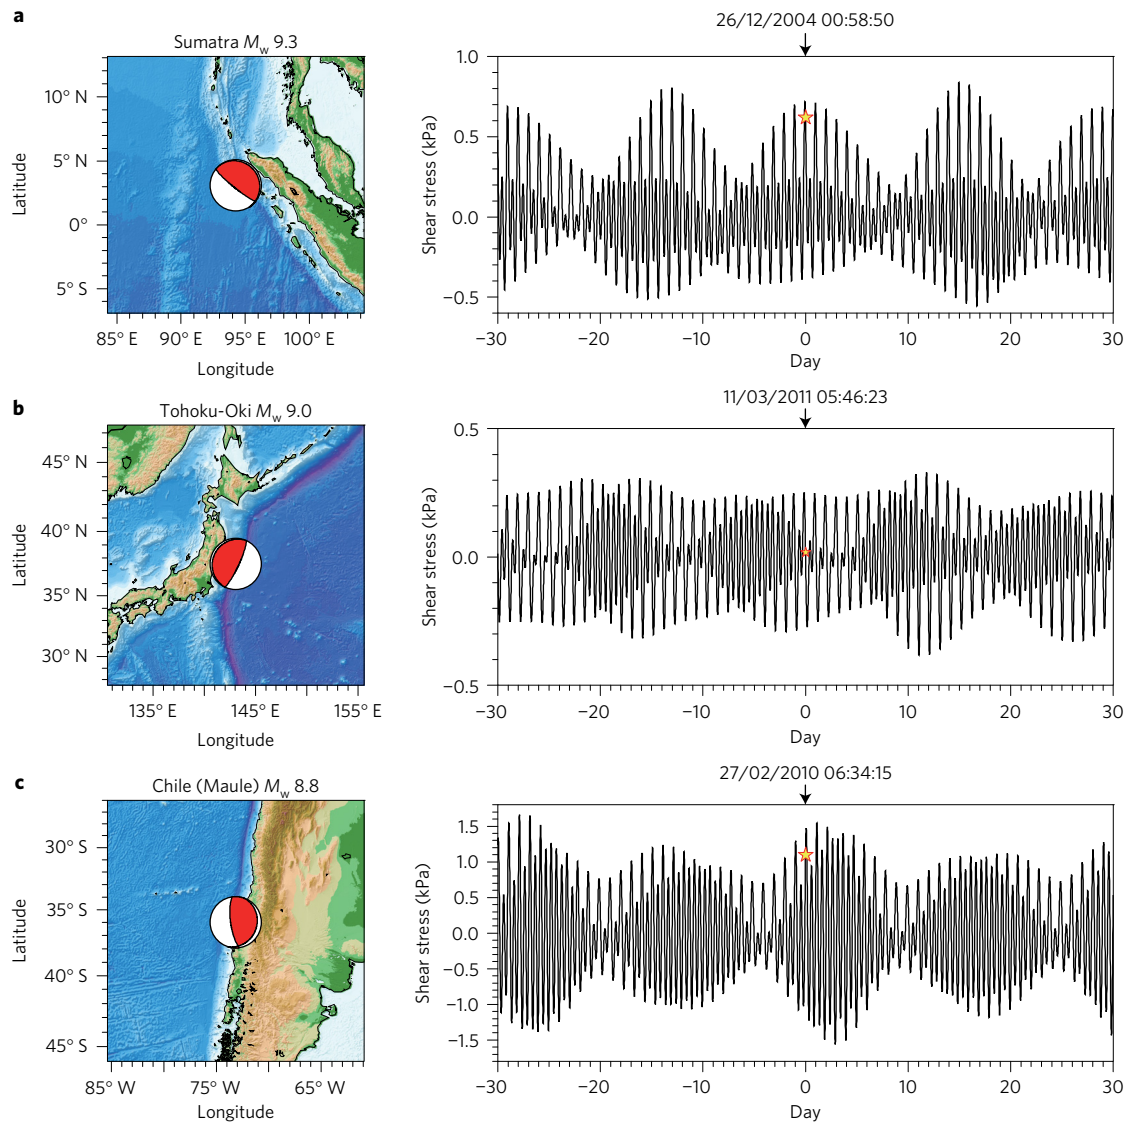 a
Sumatra Mw 9.3
10° N
5° N
0°
5° S
Latitude
85° E 90° E 95° E 100° E
Longitude
26/12/2004 00:58:50
1.0
0.5
0.0
−0.5
Shear stress (kPa)
−30 −20 −10 0 10 20 30
Day
b
Tohoku-Oki Mw 9.0
45° N
40° N
35° N
30° N
Latitude
135° E 145° E 155° E
Longitude
11/03/2011 05:46:23
0.5
0.0
−0.5
Shear stress (kPa)
−30 −20 −10 0 10 20 30
Day
c
Chile (Maule) Mw 8.8
30° S
35° S
40° S
45° S
Latitude
85° W 75° W 65° W
Longitude
27/02/2010 06:34:15
1.5
1.0
0.5
0.0
−0.5
−1.0
−1.5
Shear stress (kPa)
−30 −20 −10 0 10 20 30
Day